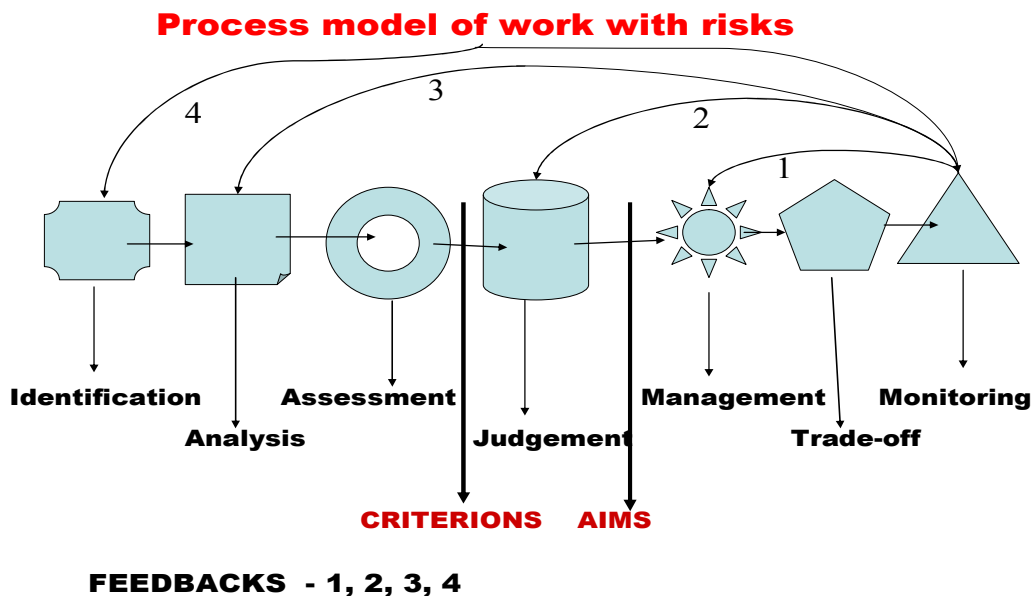 Process model of work with risks
4
3
2
1
Identification
Analysis
Assessment
Judgement
Management
Trade-off
Monitoring
CRITERIONS
AIMS
FEEDBACKS - 1, 2, 3, 4